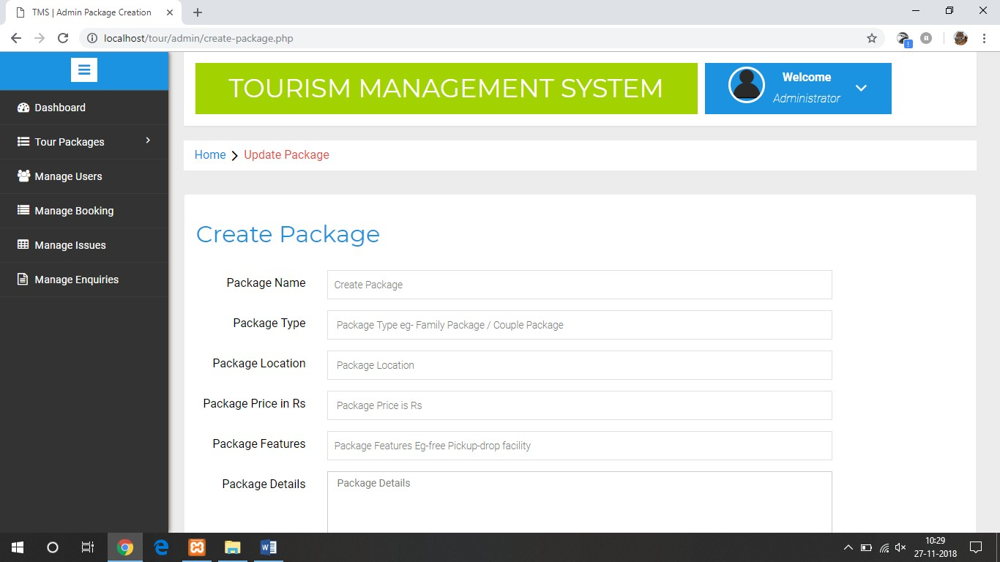 TMS | Admin Package Creation
localhost/tour/admin/create-package.php
TOURISM MANAGEMENT SYSTEM
Welcome
Administrator
Dashboard
Tour Packages
Manage Users
Manage Booking
Manage Issues
Manage Enquiries
Home > Update Package
Create Package
Package Name
Create Package
Package Type
Package Type eg- Family Package / Couple Package
Package Location
Package Location
Package Price in Rs
Package Price is Rs
Package Features
Package Features Eg-free Pickup-drop facility
Package Details
Package Details
10:29
27-11-2018